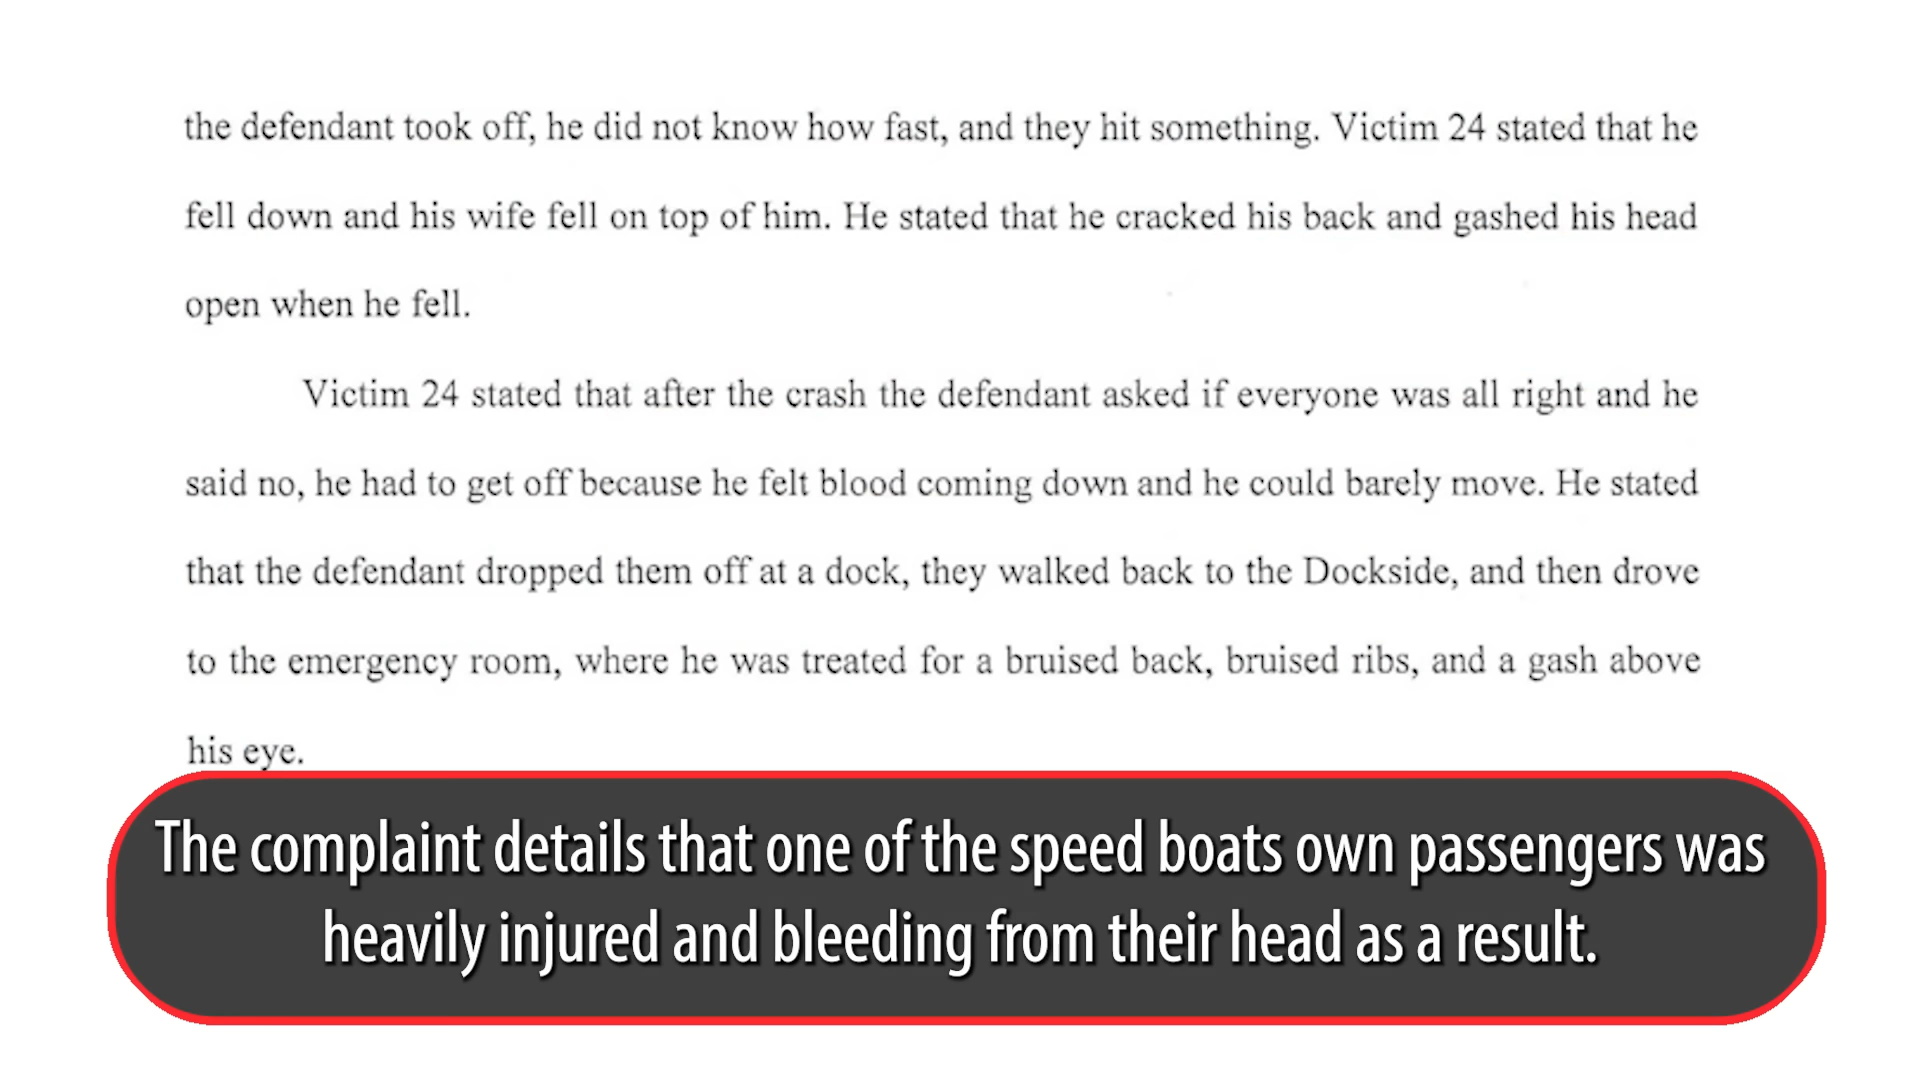 the defendant took off, he did not know how fast, and they hit something. Victim 24 stated that he
fell down and his wife fell on top of him. He stated that he cracked his back and gashed his head
open when he fell.
Victim 24 stated that after the crash the defendant asked if everyone was all right and he
said no, he had to get off because he felt blood coming down and he could barely move. He stated
that the defendant dropped them off at a dock, they walked back to the Dockside, and then drove
to the emergency room, where he was treated for a bruised back, bruised ribs, and a gash above
his eye.
The complaint details that one of the speed boats own passengers was
heavily injured and bleeding from their head as a result.